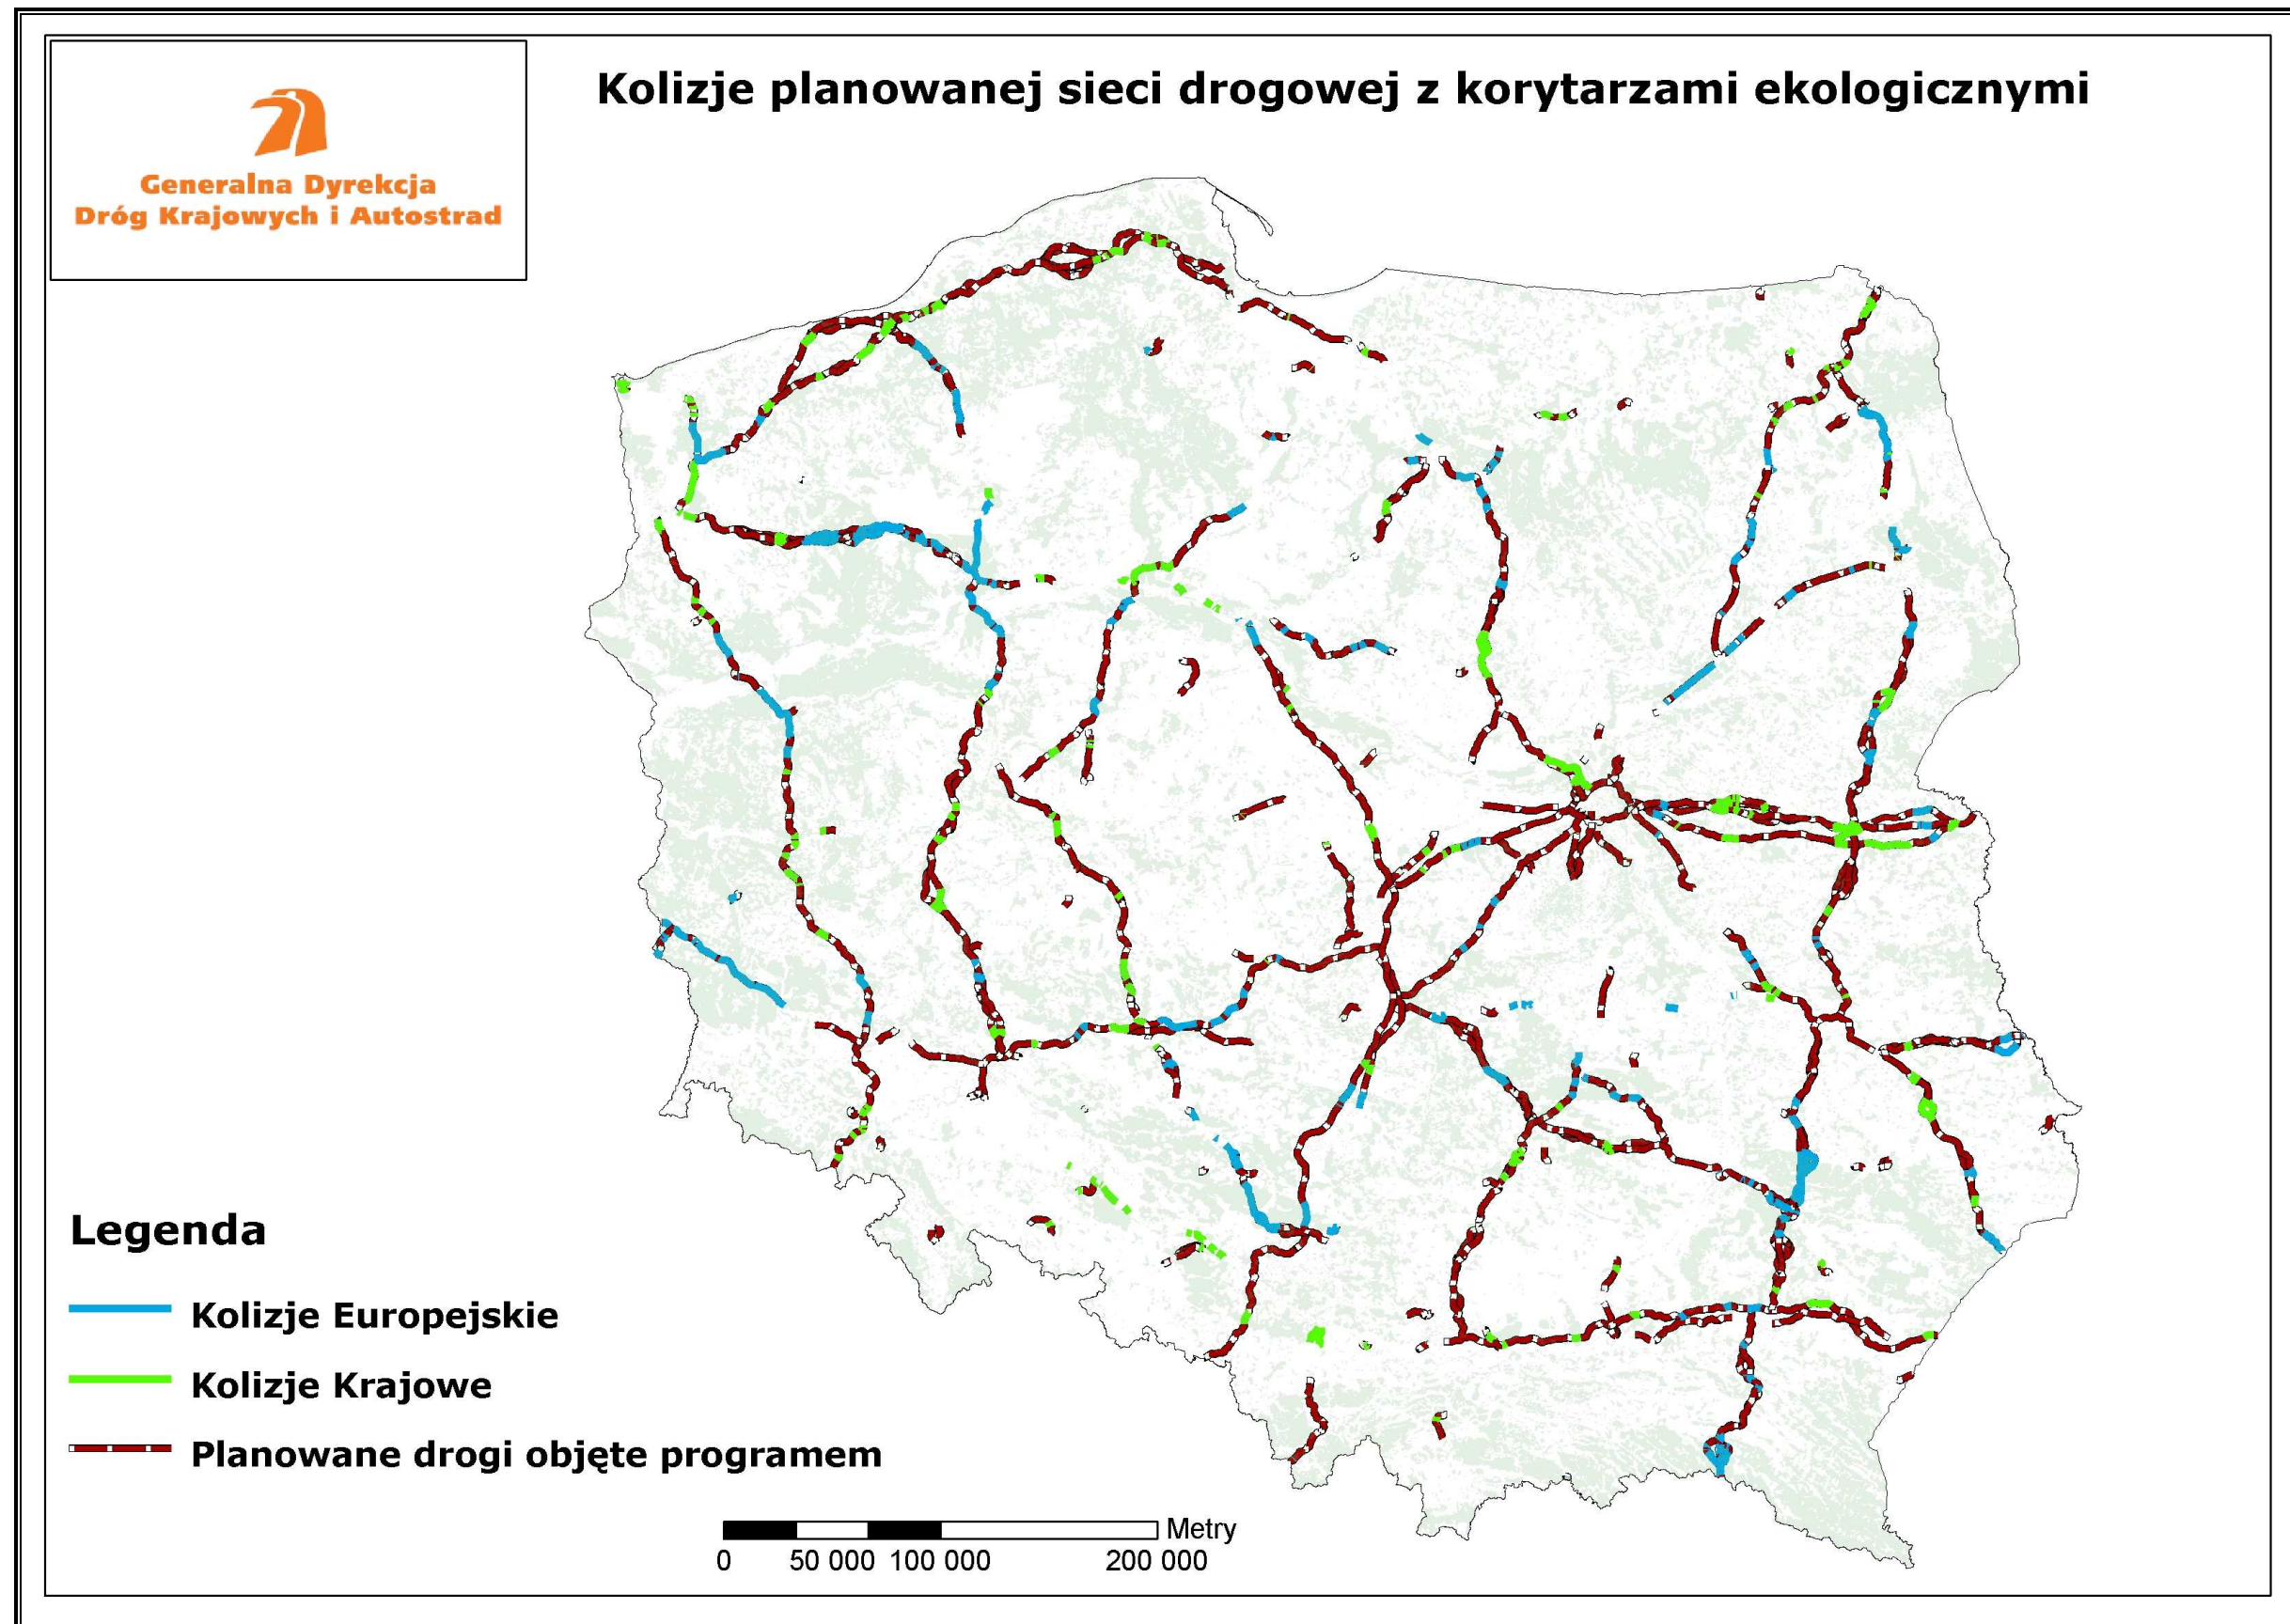 Kolizje planowanej sieci drogowej z korytarzami ekologicznymi
Generalna Dyrekcja
Dróg Krajowych i Autostrad
Legenda
Kolizje Europejskie
Kolizje Krajowe
Planowane drogi objęte programem
Metry
0 50 000 100 000 200 000